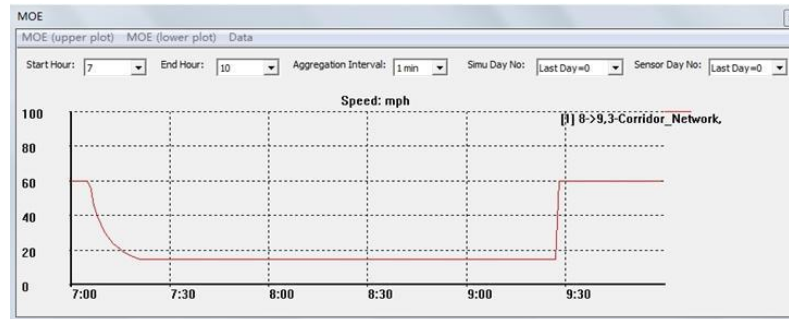 MOE
MOE (upper plot) MOE (lower plot) Data
Start Hour: 7 End Hour: 10 Aggregation Interval: 1 min Simu Day No: Last Day=0 Sensor Day No: Last Day=0
Speed: mph
[1] 8->9,3-Corridor_Network,
100
80
60
40
20
0
7:00 7:30 8:00 8:30 9:00 9:30